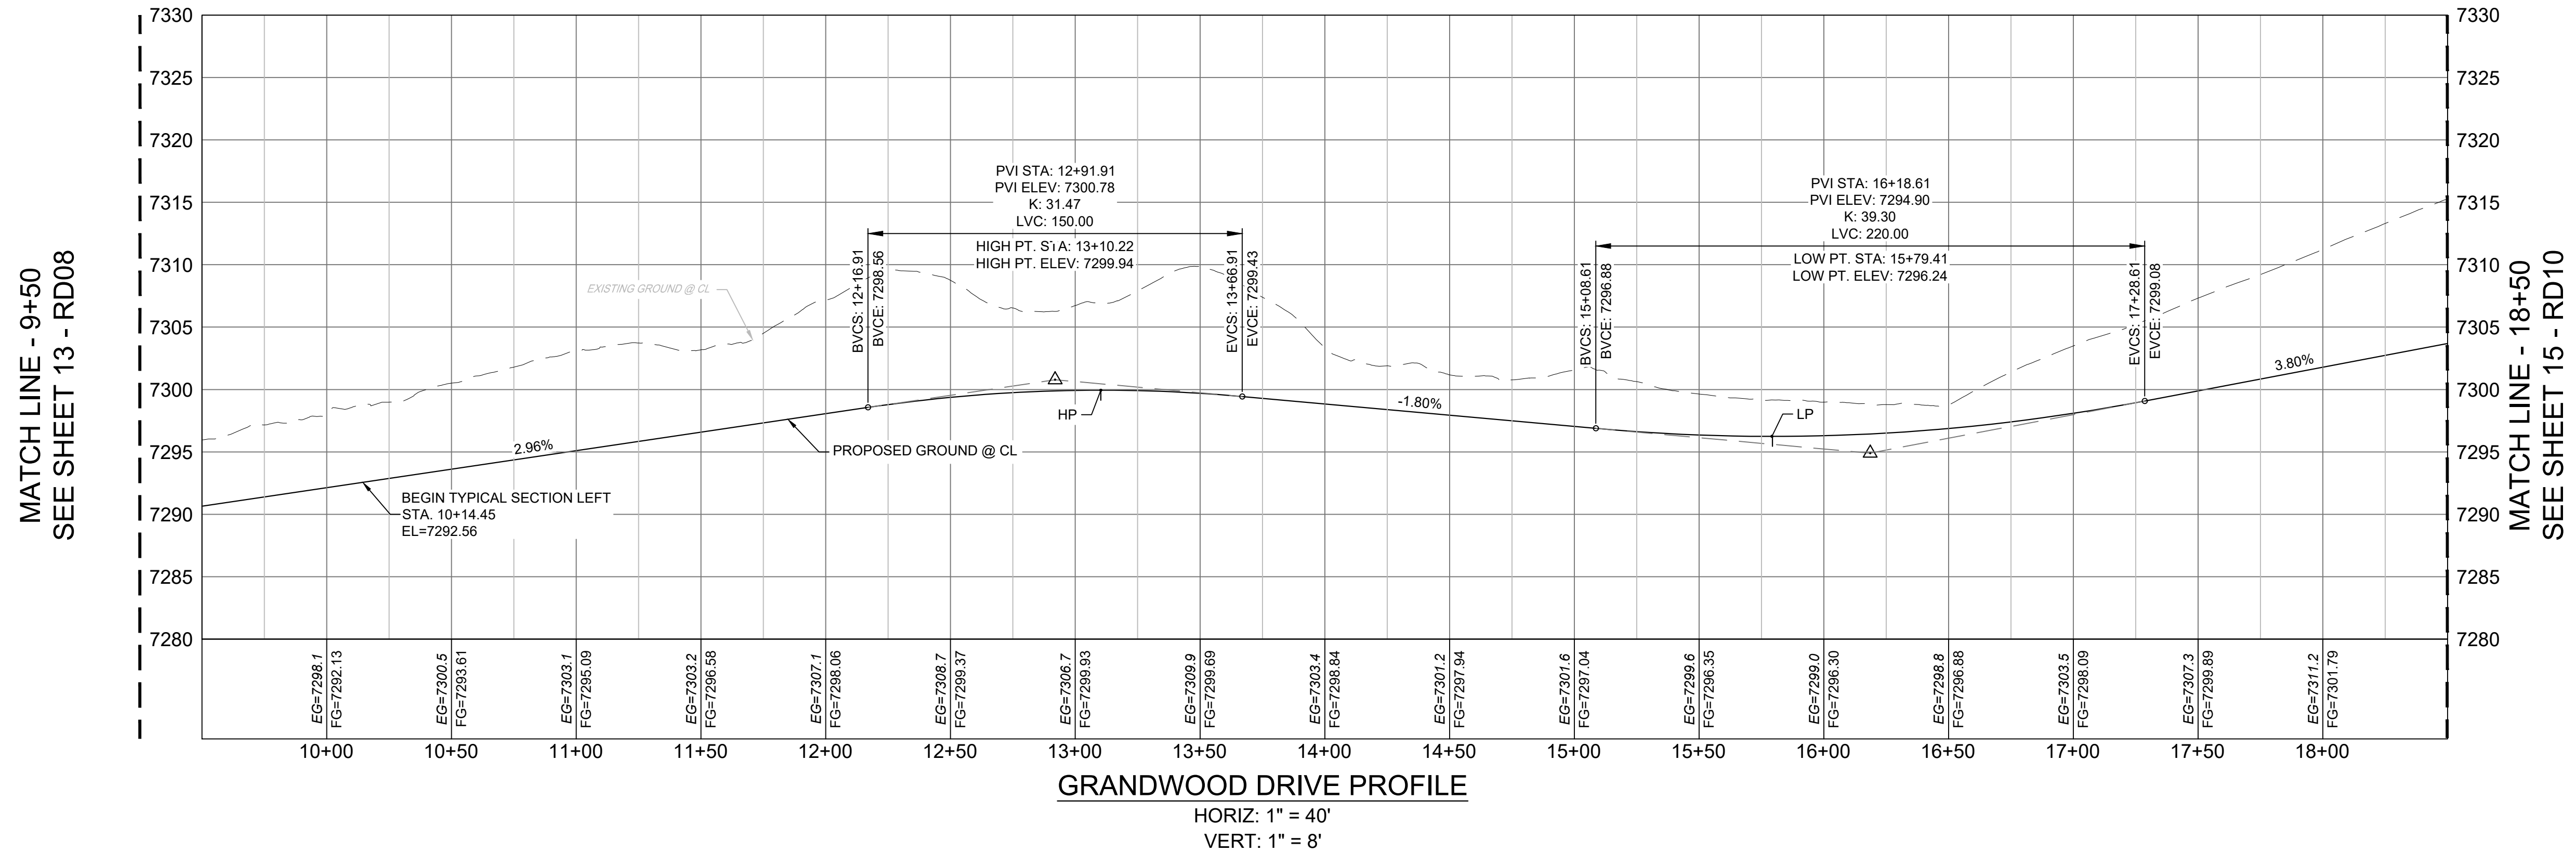 MATCH LINE - 9+50
SEE SHEET 13 - RD08
7330
7325
7320
7315
7310
7305
7300
7295
7290
7285
7280
2.96%
BEGIN TYPICAL SECTION LEFT
STA. 10+14.45
EL=7292.56
EXISTING GROUND @ CL
PROPOSED GROUND @ CL
PVI STA: 12+91.91
PVI ELEV: 7300.78
K: 31.47
LVC: 150.00
HIGH PT. STA: 13+10.22
HIGH PT. ELEV: 7299.94
BVCS: 12+16.91
BVCE: 7298.56
EVCS: 13+66.91
EVCE: 7299.43
HP
-1.80%
PVI STA: 16+18.61
PVI ELEV: 7294.90
K: 39.30
LVC: 220.00
LOW PT. STA: 15+79.41
LOW PT. ELEV: 7296.24
BVCS: 15+08.61
BVCE: 7296.88
EVCS: 17+28.61
EVCE: 7299.08
LP
3.80%
7330
7325
7320
7315
7310
7305
7300
7295
7290
7285
7280
MATCH LINE - 18+50
SEE SHEET 15 - RD10
EG=7298.1
FG=7292.13
EG=7300.5
FG=7293.61
EG=7303.1
FG=7295.09
EG=7303.2
FG=7296.58
EG=7307.1
FG=7298.06
EG=7308.7
FG=7299.37
EG=7306.7
FG=7299.93
EG=7309.9
FG=7299.69
EG=7303.4
FG=7298.84
EG=7301.2
FG=7297.94
EG=7301.6
FG=7297.04
EG=7299.6
FG=7296.35
EG=7299.0
FG=7296.30
EG=7298.8
FG=7296.88
EG=7303.5
FG=7298.09
EG=7307.3
FG=7299.89
EG=7311.2
FG=7301.79
10+00 10+50 11+00 11+50 12+00 12+50 13+00 13+50 14+00 14+50 15+00 15+50 16+00 16+50 17+00 17+50 18+00
GRANDWOOD DRIVE PROFILE
HORIZ: 1" = 40'
VERT: 1" = 8'